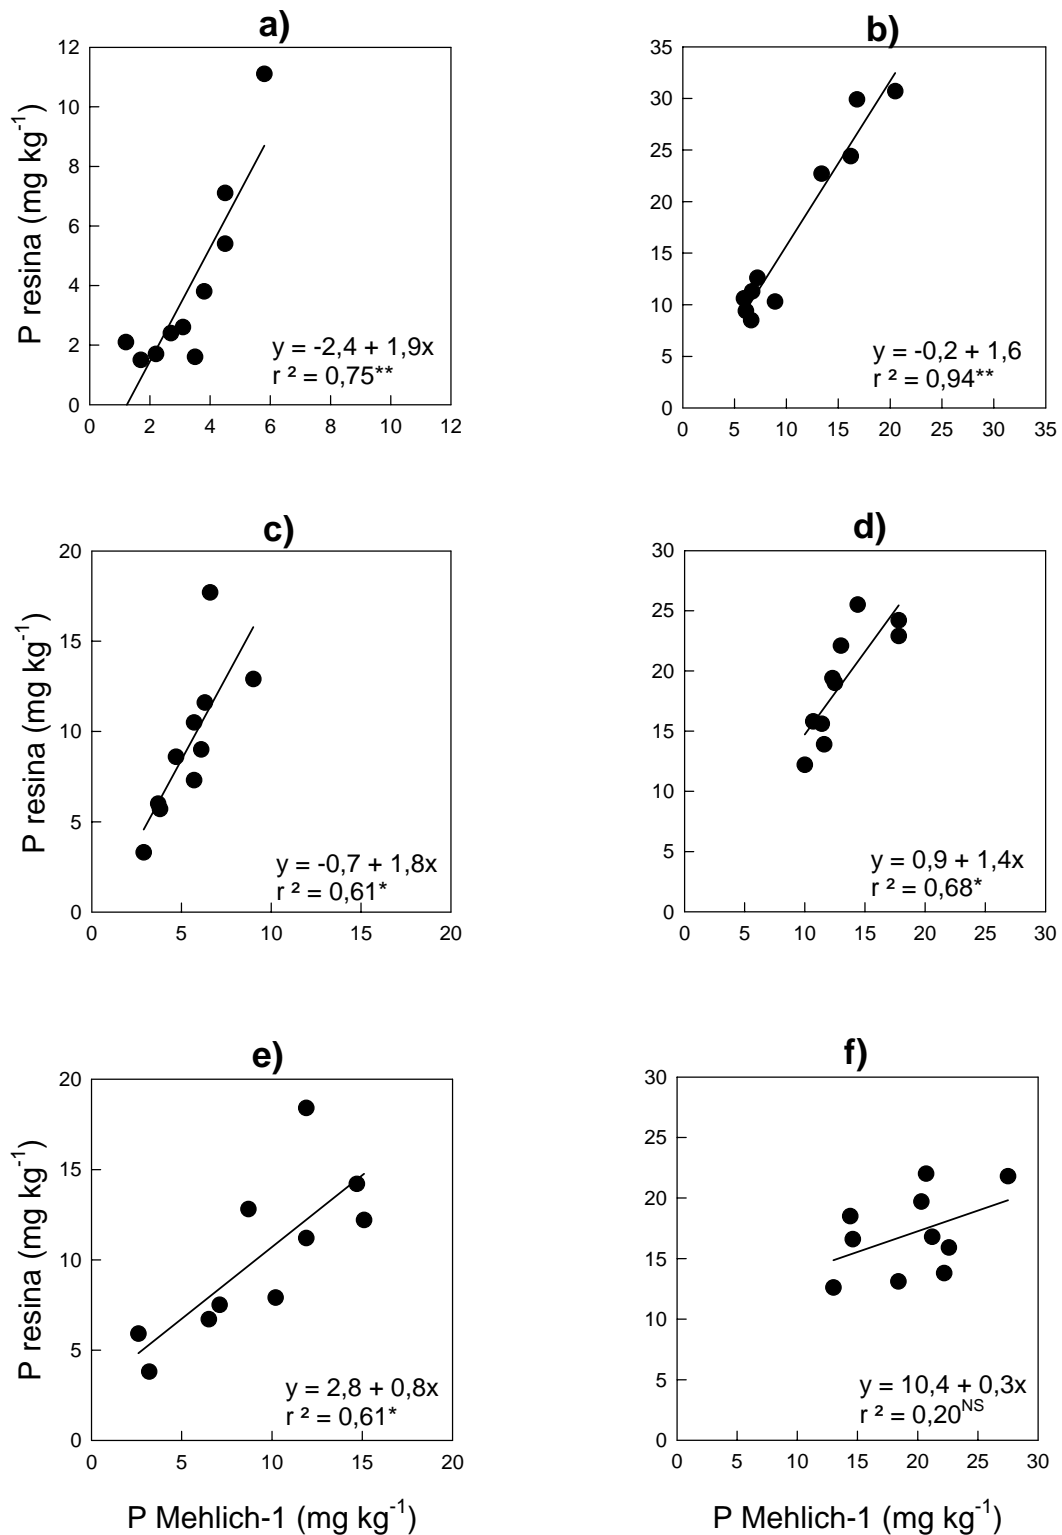 a)
P resina (mg kg⁻¹)
12
10
8
6
4
2
0
y = -2,4 + 1,9x
r ² = 0,75**
0 2 4 6 8 10 12
b)
35
30
25
20
15
10
5
0
y = -0,2 + 1,6
r ² = 0,94**
0 5 10 15 20 25 30 35
c)
P resina (mg kg⁻¹)
20
15
10
5
0
y = -0,7 + 1,8x
r ² = 0,61*
0 5 10 15 20
d)
30
25
20
15
10
5
0
y = 0,9 + 1,4x
r ² = 0,68*
0 5 10 15 20 25 30
e)
P resina (mg kg⁻¹)
20
15
10
5
0
y = 2,8 + 0,8x
r ² = 0,61*
0 5 10 15 20
P Mehlich-1 (mg kg⁻¹)
f)
30
25
20
15
10
5
0
y = 10,4 + 0,3x
r ² = 0,20ᴺˢ
0 5 10 15 20 25 30
P Mehlich-1 (mg kg⁻¹)